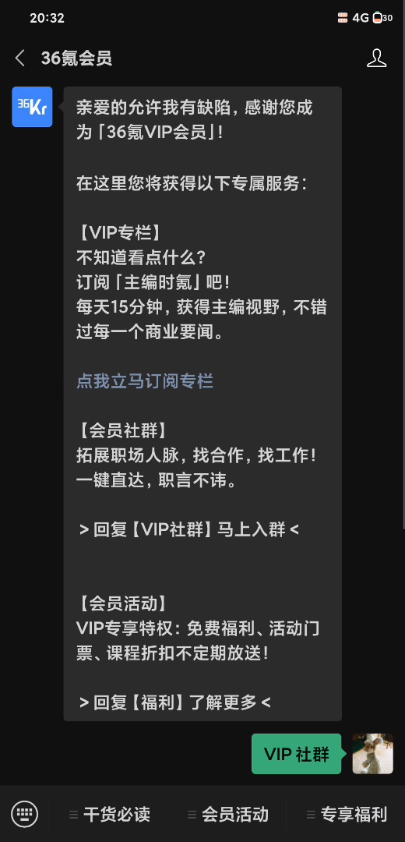 20:32
4G 30
36氪会员
36Kr
亲爱的允许我有缺陷，感谢您成
为「36氪VIP会员」！
在这里您将获得以下专属服务：
【VIP专栏】
不知道看点什么？
订阅「主编时氪」吧！
每天15分钟，获得主编视野，不错
过每一个商业要闻。
点我立马订阅专栏
【会员社群】
拓展职场人脉，找合作，找工作！
一键直达，职言不讳。
＞回复【VIP社群】马上入群＜
【会员活动】
VIP专享特权：免费福利、活动门
票、课程折扣不定期放送！
＞回复【福利】了解更多＜
VIP 社群
干货必读
会员活动
专享福利